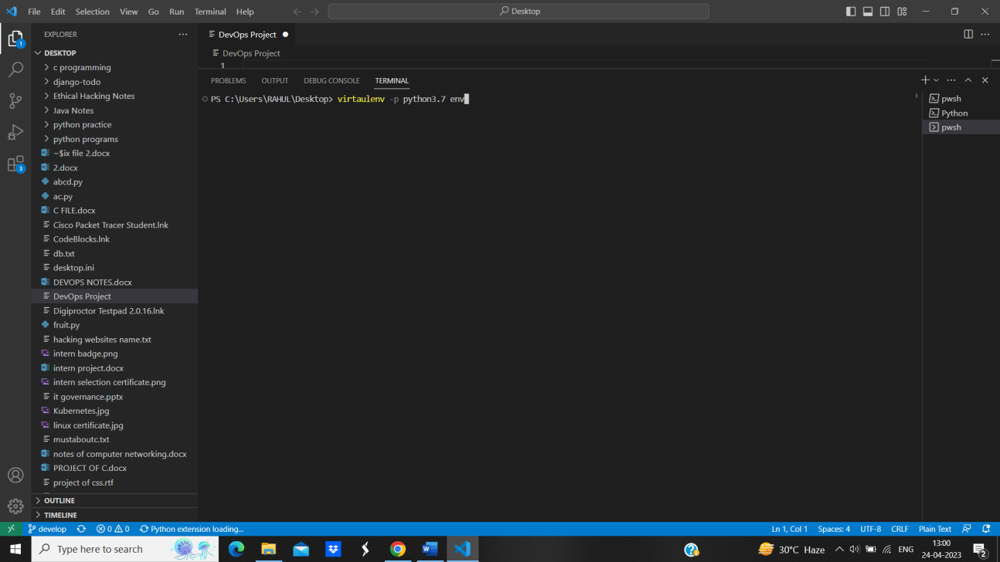 File Edit Selection View Go Run Terminal Help
Desktop
EXPLORER
DevOps Project
DESKTOP
DevOps Project
1
c programming
django-todo
Ethical Hacking Notes
Java Notes
python practice
python programs
~$ix file 2.docx
2.docx
abcd.py
ac.py
C FILE.docx
Cisco Packet Tracer Student.lnk
CodeBlocks.lnk
db.txt
desktop.ini
DEVOPS NOTES.docx
DevOps Project
Digiproctor Testpad 2.0.16.lnk
fruit.py
hacking websites name.txt
intern badge.png
intern project.docx
intern selection certificate.png
it governance.pptx
Kubernetes.jpg
linux certificate.jpg
mustaboutc.txt
notes of computer networking.docx
PROJECT OF C.docx
project of css.rtf
OUTLINE
TIMELINE
PROBLEMS OUTPUT DEBUG CONSOLE TERMINAL
PS C:\Users\RAHUL\Desktop> virtaulenv -p python3.7 env
pwsh
Python
pwsh
1
3
develop 0 0 Python extension loading... Ln 1, Col 1 Spaces: 4 UTF-8 CRLF Plain Text
Type here to search
30°C Haze
ENG
13:00
24-04-2023
2